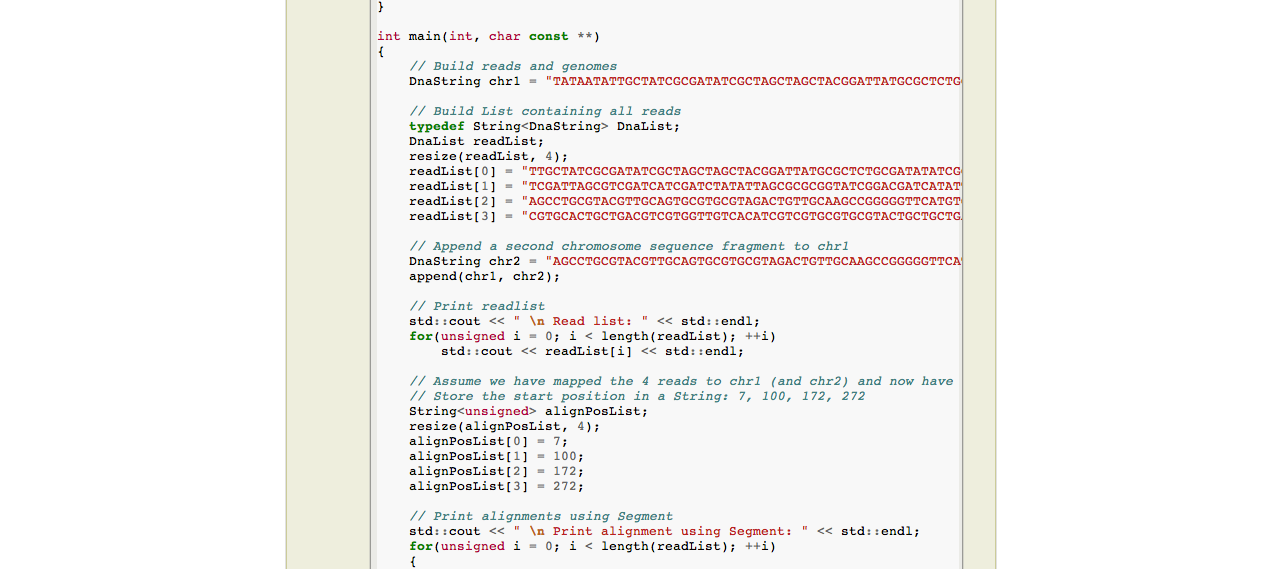 }
int main(int, char const **)
{
// Build reads and genomes
DnaString chr1 = "TATAATATTGCTATCGCGATATCGCTAGCTAGCTACGGATTATGCGCTCTG
// Build List containing all reads
typedef String<DnaString> DnaList;
DnaList readList;
resize(readList, 4);
readList[0] = "TTGCTATCGCGATATCGCTAGCTAGCTACGGATTATGCGCTCTGCGATATATCG
readList[1] = "TCGATTAGCGTCGATCATCGATCTATATTAGCGCGCGGTATCGGACGATCATAT
readList[2] = "AGCCTGCGTACGTTGCAGTGCGTGCGTAGACTGTTGCAAGCCGGGGGTTCATGT
readList[3] = "CGTGCACTGCTGACGTCGTGGTTGTCACATCGTCGTGCGTGCGTACTGCTGCTG
// Append a second chromosome sequence fragment to chr1
DnaString chr2 = "AGCCTGCGTACGTTGCAGTGCGTGCGTAGACTGTTGCAAGCCGGGGGTTCA
append(chr1, chr2);
// Print readlist
std::cout << " \n Read list: " << std::endl;
for(unsigned i = 0; i < length(readList); ++i)
std::cout << readList[i] << std::endl;
// Assume we have mapped the 4 reads to chr1 (and chr2) and now have
// Store the start position in a String: 7, 100, 172, 272
String<unsigned> alignPosList;
resize(alignPosList, 4);
alignPosList[0] = 7;
alignPosList[1] = 100;
alignPosList[2] = 172;
alignPosList[3] = 272;
// Print alignments using Segment
std::cout << " \n Print alignment using Segment: " << std::endl;
for(unsigned i = 0; i < length(readList); ++i)
{